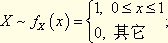 X ~ f_X(x) = { 1, 0 ≤ x ≤ 1
0, 其它 ;